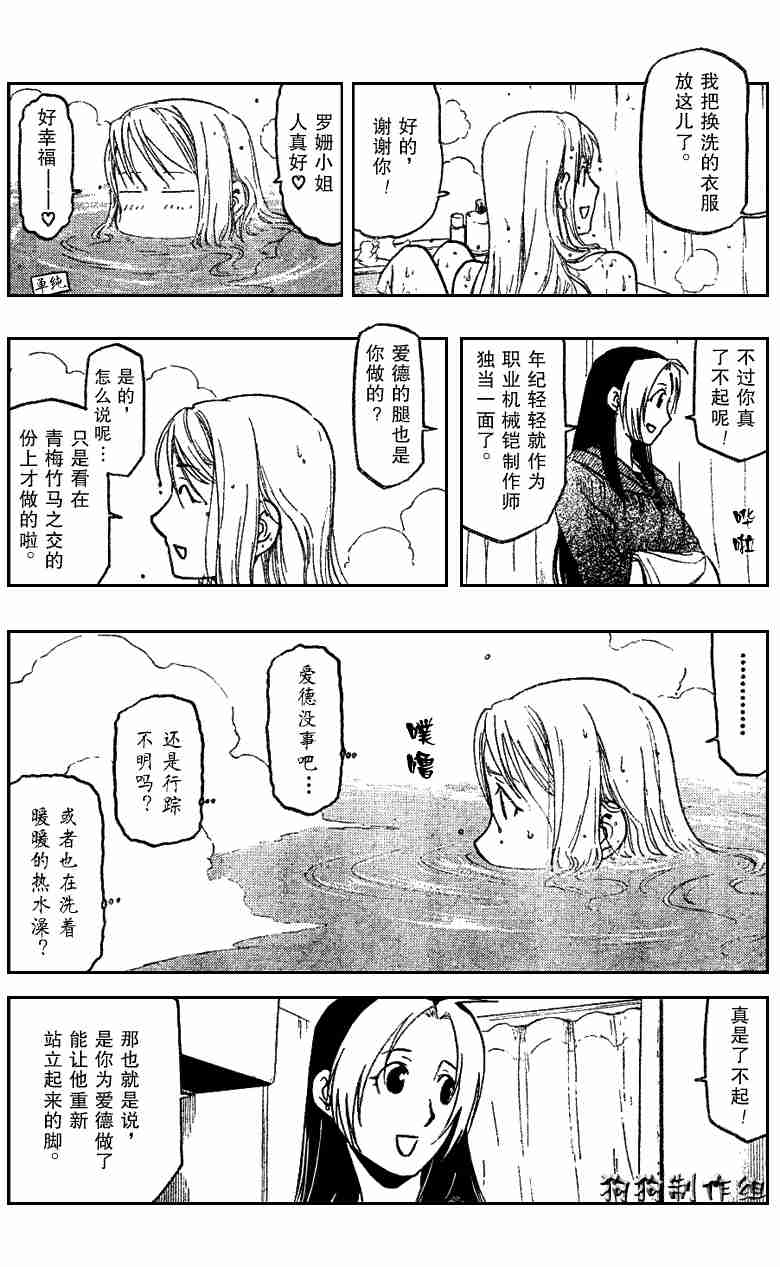 我把换洗的衣服
放这儿了。
好的，
谢谢你！
罗姗小姐
人真好♡
好幸福——♡
单纯
不过你真
了不起呢！
年纪轻轻就作为
职业机械铠制作师
独当一面了。
哗啦
爱德的腿也是
你做的？
是的，
怎么说呢…
只是看在
青梅竹马之交的
份上才做的啦。
…………
噗噜
爱德没事吧…
还是行踪
不明吗？
或者也在洗着
暖暖的热水澡？
真是了不起！
那也就是说，
是你为爱德做了
能让他重新
站立起来的脚。
狗狗制作组